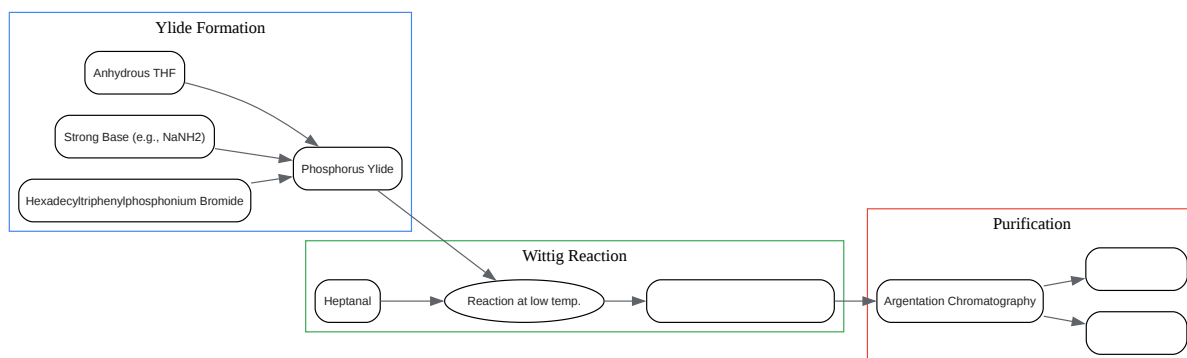 Ylide Formation
Anhydrous THF
Strong Base (e.g., NaNH2)
Phosphorus Ylide
Hexadecyltriphenylphosphonium Bromide
Wittig Reaction
Heptanal
Reaction at low temp.
Purification
Argentation Chromatography